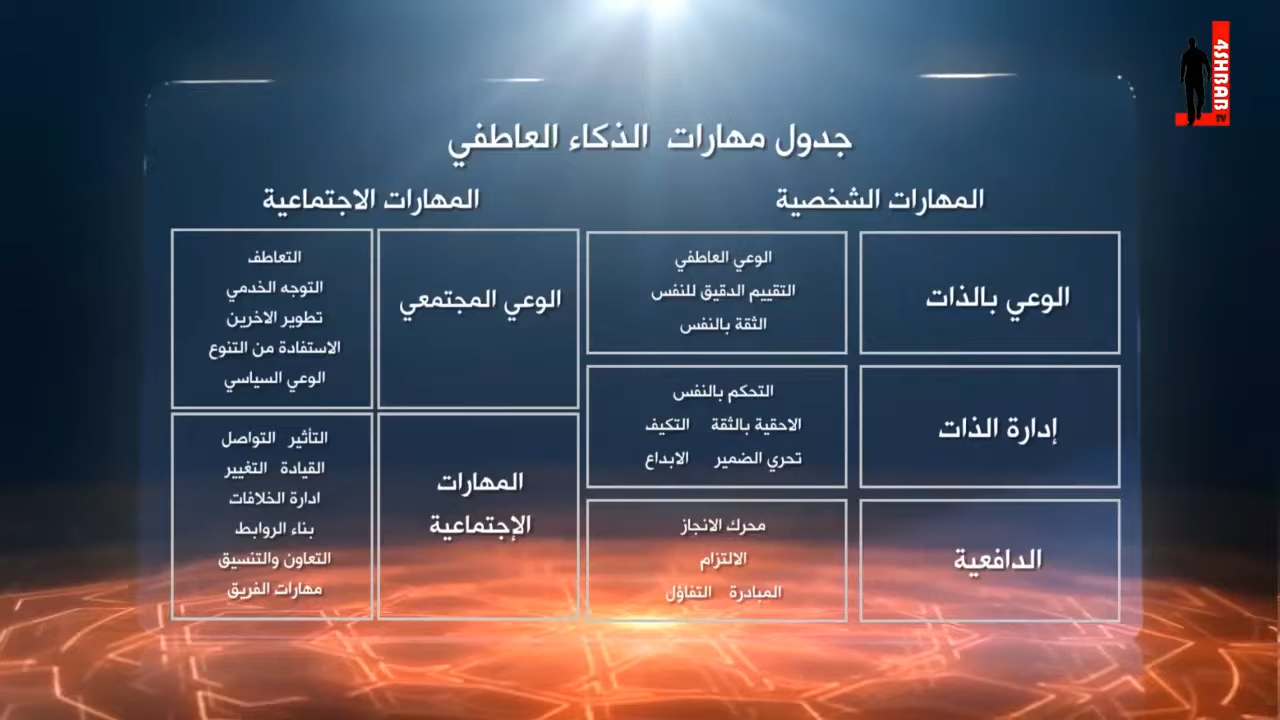 جدول مهارات الذكاء العاطفي
المهارات الشخصية
الوعي بالذات
الوعي العاطفي
التقييم الدقيق للنفس
الثقة بالنفس
إدارة الذات
التحكم بالنفس
الاحقية بالثقة التكيف
تحري الضمير الابداع
الدافعية
محرك الانجاز
الالتزام
المبادرة التفاؤل
المهارات الاجتماعية
الوعي المجتمعي
التعاطف
التوجه الخدمي
تطوير الاخرين
الاستفادة من التنوع
الوعي السياسي
المهارات
الإجتماعية
التأثير التواصل
القيادة التغيير
ادارة الخلافات
بناء الروابط
التعاون والتنسيق
مهارات الفريق
4SHBAB
TV